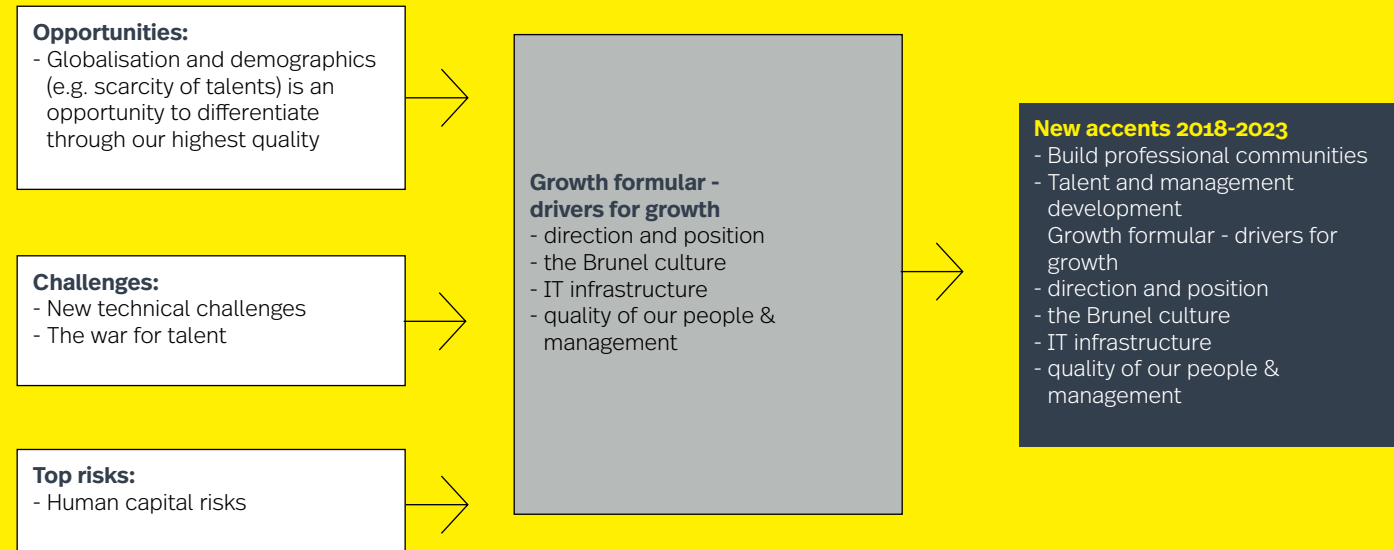 Opportunities:
- Globalisation and demographics
(e.g. scarcity of talents) is an
opportunity to differentiate
through our highest quality
Challenges:
- New technical challenges
- The war for talent
Top risks:
- Human capital risks
Growth formular -
drivers for growth
- direction and position
- the Brunel culture
- IT infrastructure
- quality of our people &
management
New accents 2018-2023
- Build professional communities
- Talent and management
development
Growth formular - drivers for
growth
- direction and position
- the Brunel culture
- IT infrastructure
- quality of our people &
management